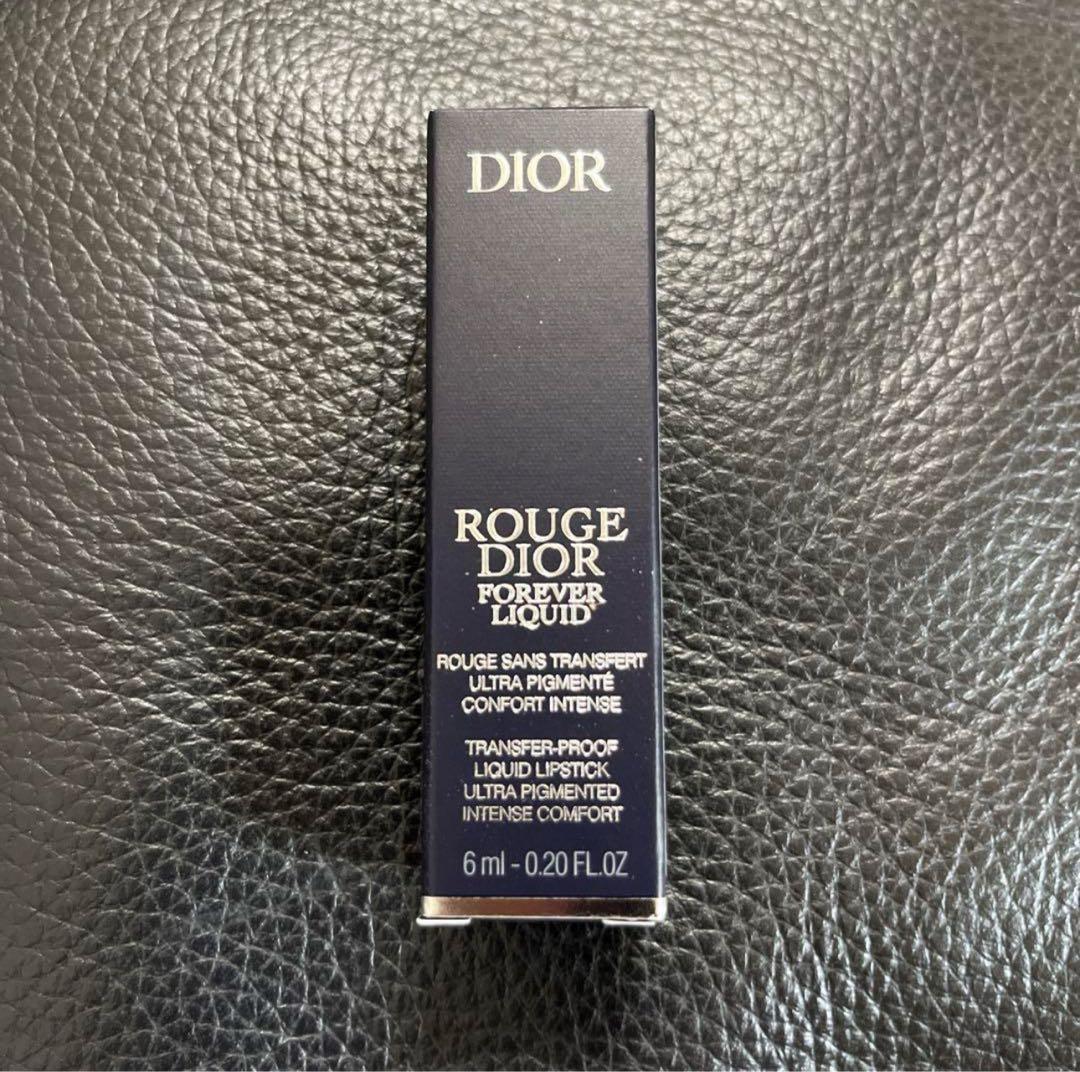 DIOR
ROUGE
DIOR
FOREVER
LIQUID
ROUGE SANS TRANSFERT
ULTRA PIGMENTÉ
CONFORT INTENSE
TRANSFER-PROOF
LIQUID LIPSTICK
ULTRA PIGMENTED
INTENSE COMFORT
6 ml - 0.20 FL.OZ